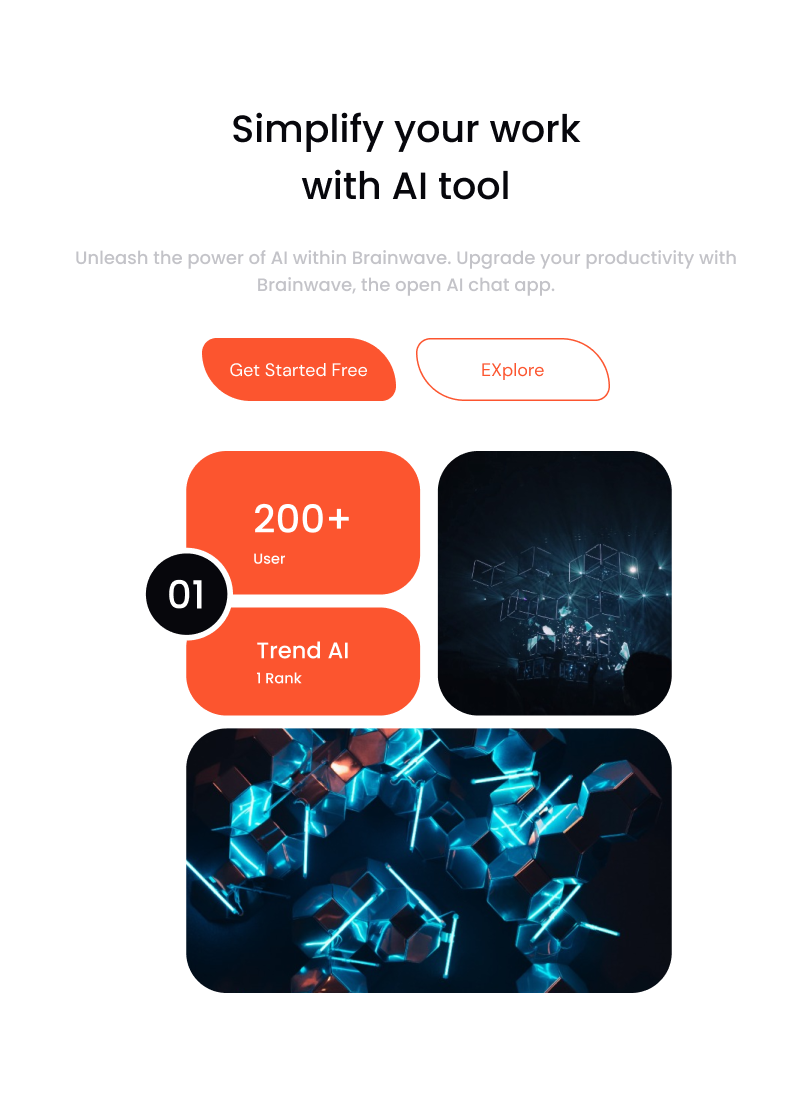 Simplify your work
with AI tool
Unleash the power of AI within Brainwave. Upgrade your productivity with
Brainwave, the open AI chat app.
Get Started Free
EXplore
200+
User
01
Trend AI
1 Rank